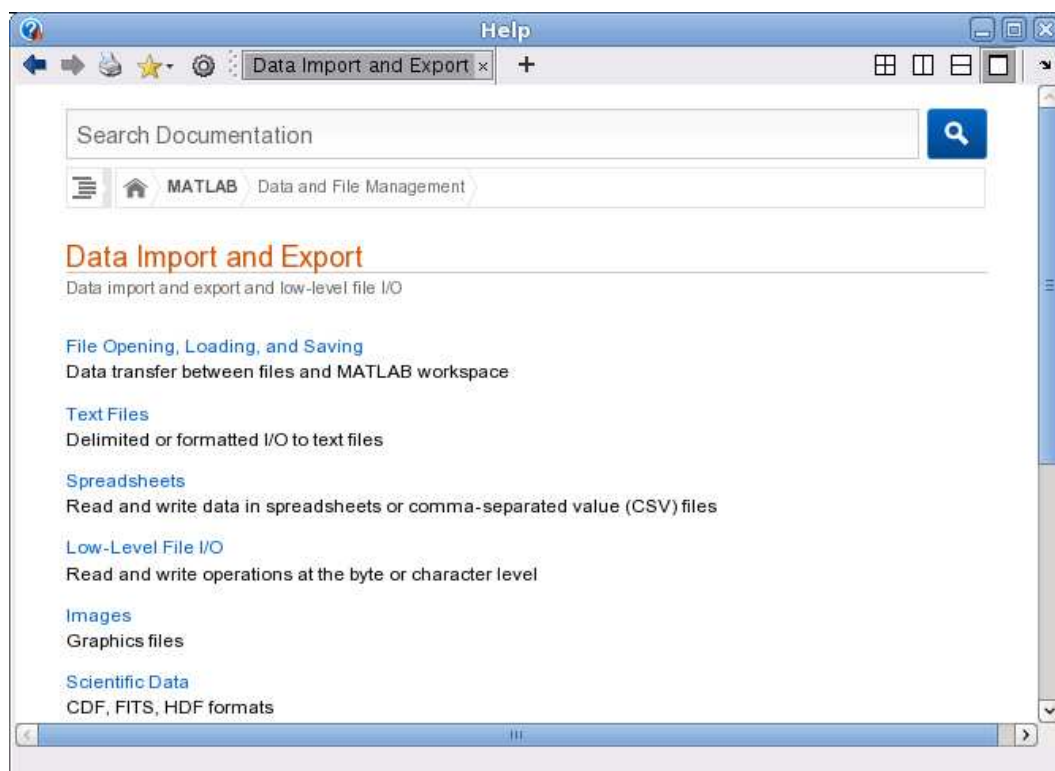 Help
Data Import and Export
Search Documentation
MATLAB Data and File Management
Data Import and Export
Data import and export and low-level file I/O
File Opening, Loading, and Saving
Data transfer between files and MATLAB workspace
Text Files
Delimited or formatted I/O to text files
Spreadsheets
Read and write data in spreadsheets or comma-separated value (CSV) files
Low-Level File I/O
Read and write operations at the byte or character level
Images
Graphics files
Scientific Data
CDF, FITS, HDF formats